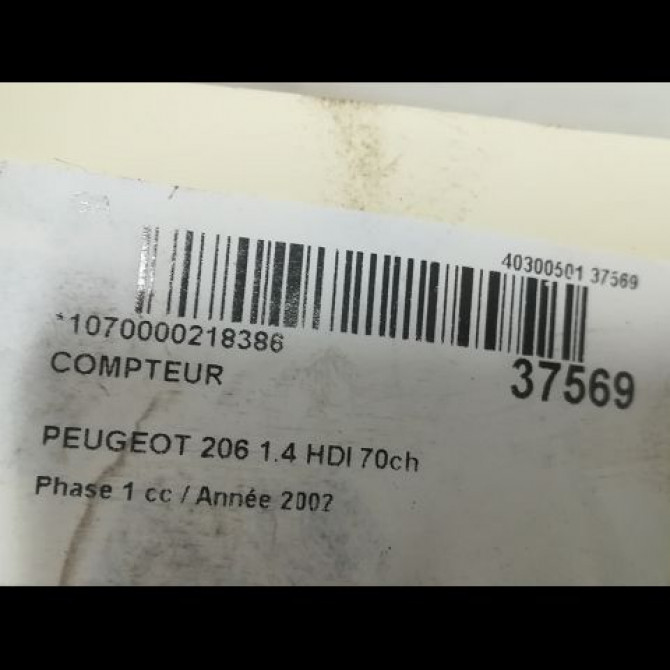 40300501 37569
*1070000218386
37569
COMPTEUR
PEUGEOT 206 1.4 HDI 70ch
Phase 1 cc / Année 2002